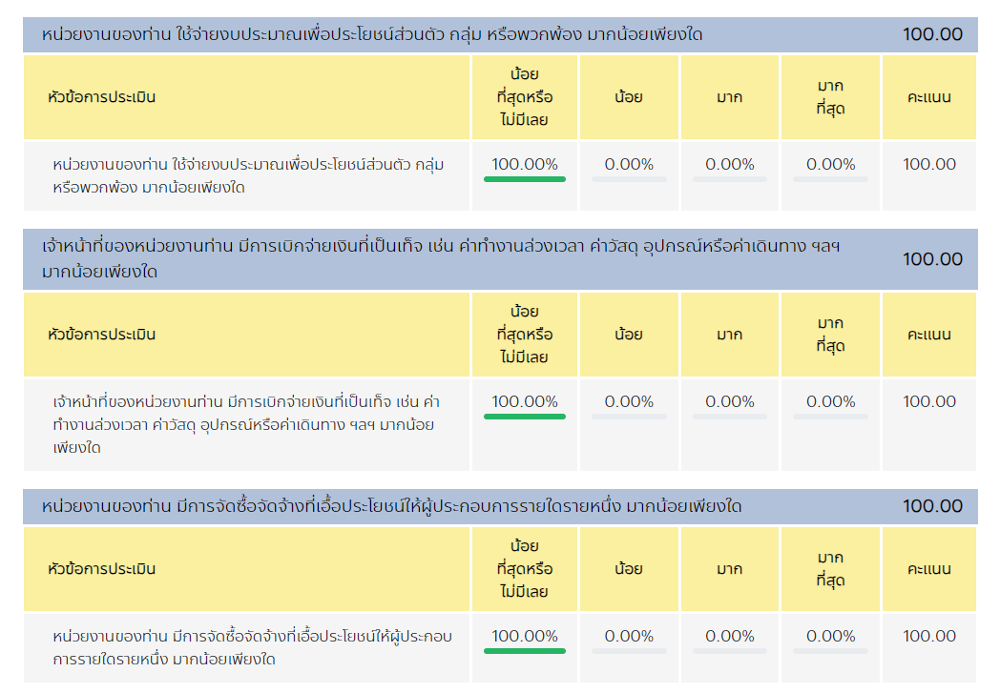 หน่วยงานของท่าน ใช้จ่ายงบประมาณเพื่อประโยชน์ส่วนตัว กลุ่ม หรือพวกพ้อง มากน้อยเพียงใด 100.00
หัวข้อการประเมิน
น้อย
ที่สุดหรือ
ไม่มีเลย
น้อย
มาก
มาก
ที่สุด
คะแนน
หน่วยงานของท่าน ใช้จ่ายงบประมาณเพื่อประโยชน์ส่วนตัว กลุ่ม
หรือพวกพ้อง มากน้อยเพียงใด
100.00% 0.00% 0.00% 0.00% 100.00
เจ้าหน้าที่ของหน่วยงานท่าน มีการเบิกจ่ายเงินที่เป็นเท็จ เช่น ค่าทำงานล่วงเวลา ค่าวัสดุ อุปกรณ์หรือค่าเดินทาง ฯลฯ
มากน้อยเพียงใด
100.00
หัวข้อการประเมิน
น้อย
ที่สุดหรือ
ไม่มีเลย
น้อย
มาก
มาก
ที่สุด
คะแนน
เจ้าหน้าที่ของหน่วยงานท่าน มีการเบิกจ่ายเงินที่เป็นเท็จ เช่น ค่า
ทำงานล่วงเวลา ค่าวัสดุ อุปกรณ์หรือค่าเดินทาง ฯลฯ มากน้อย
เพียงใด
100.00% 0.00% 0.00% 0.00% 100.00
หน่วยงานของท่าน มีการจัดซื้อจัดจ้างที่เอื้อประโยชน์ให้ผู้ประกอบการรายใดรายหนึ่ง มากน้อยเพียงใด 100.00
หัวข้อการประเมิน
น้อย
ที่สุดหรือ
ไม่มีเลย
น้อย
มาก
มาก
ที่สุด
คะแนน
หน่วยงานของท่าน มีการจัดซื้อจัดจ้างที่เอื้อประโยชน์ให้ผู้ประกอบ
การรายใดรายหนึ่ง มากน้อยเพียงใด
100.00% 0.00% 0.00% 0.00% 100.00